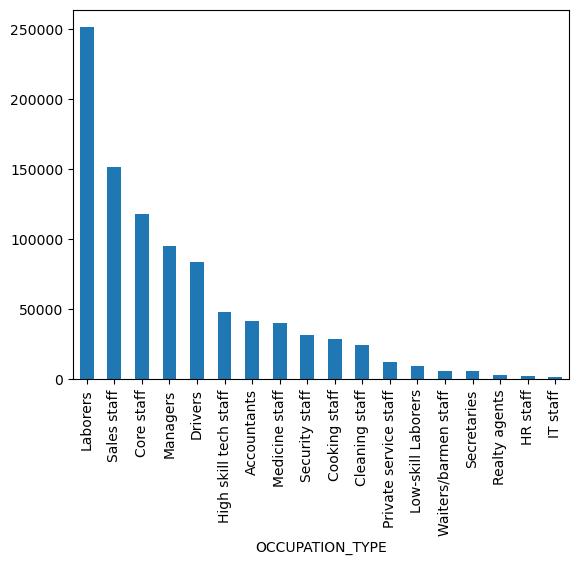 250000
200000
150000
100000
50000
0
Laborers
Sales staff
Core staff
Managers
Drivers
High skill tech staff
Accountants
Medicine staff
Security staff
Cooking staff
Cleaning staff
Private service staff
Low-skill Laborers
Waiters/barmen staff
Secretaries
Realty agents
HR staff
IT staff
OCCUPATION_TYPE